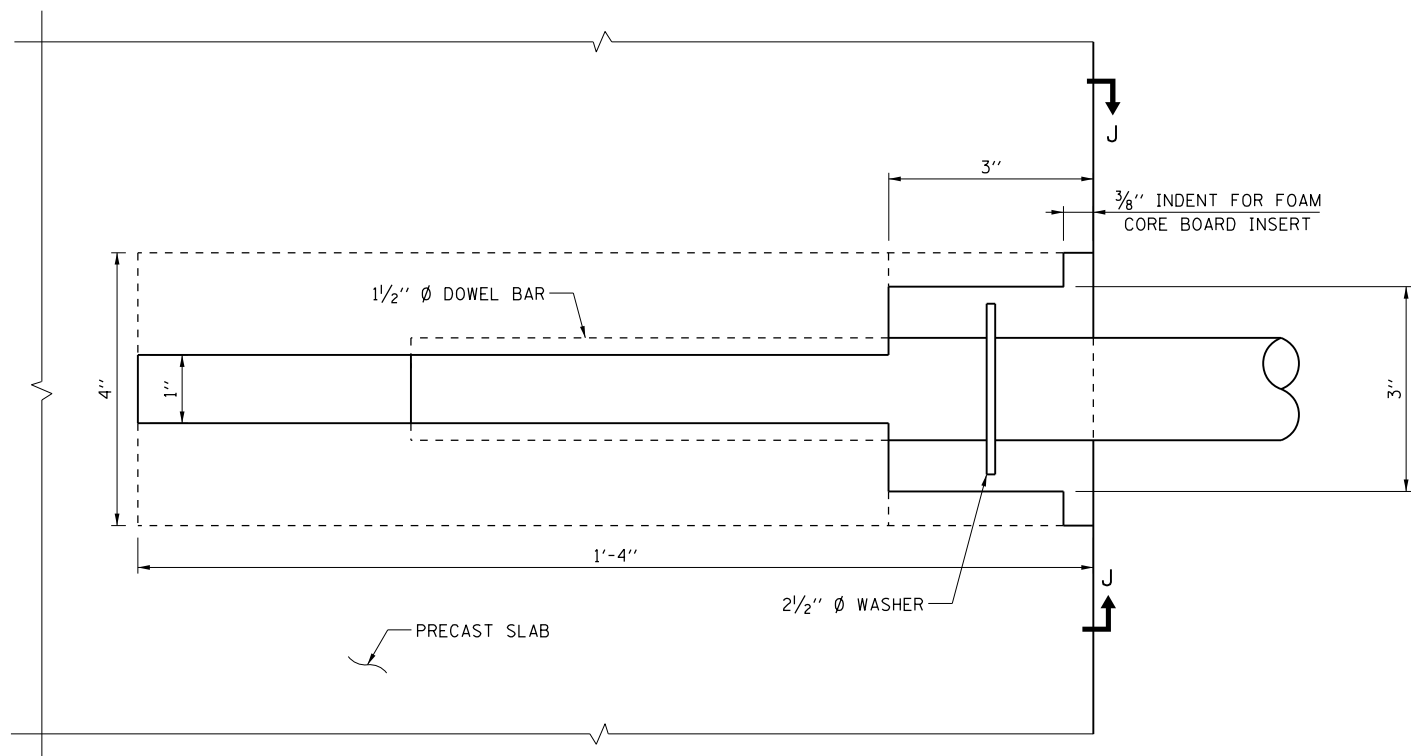 J
3''
3/8'' INDENT FOR FOAM
CORE BOARD INSERT
1 1/2'' Ø DOWEL BAR
4''
1''
3''
1'-4''
J
2 1/2'' Ø WASHER
PRECAST SLAB